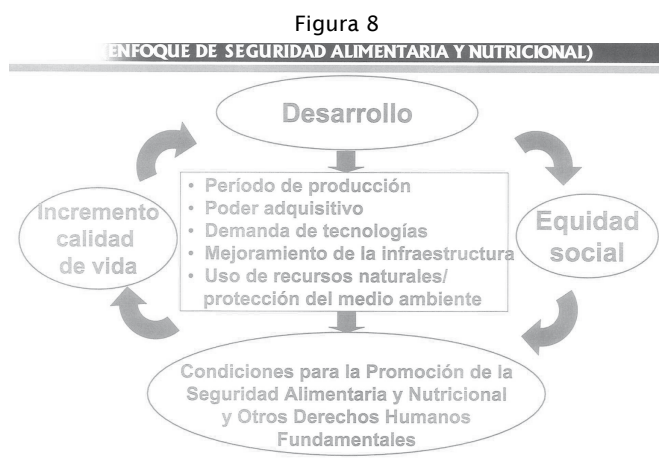 Figura 8
ENFOQUE DE SEGURIDAD ALIMENTARIA Y NUTRICIONAL)
Desarrollo
• Período de producción
• Poder adquisitivo
• Demanda de tecnologías
• Mejoramiento de la infraestructura
• Uso de recursos naturales/
protección del medio ambiente
Incremento
calidad
de vida
Equidad
social
Condiciones para la Promoción de la
Seguridad Alimentaria y Nutricional
y Otros Derechos Humanos
Fundamentales